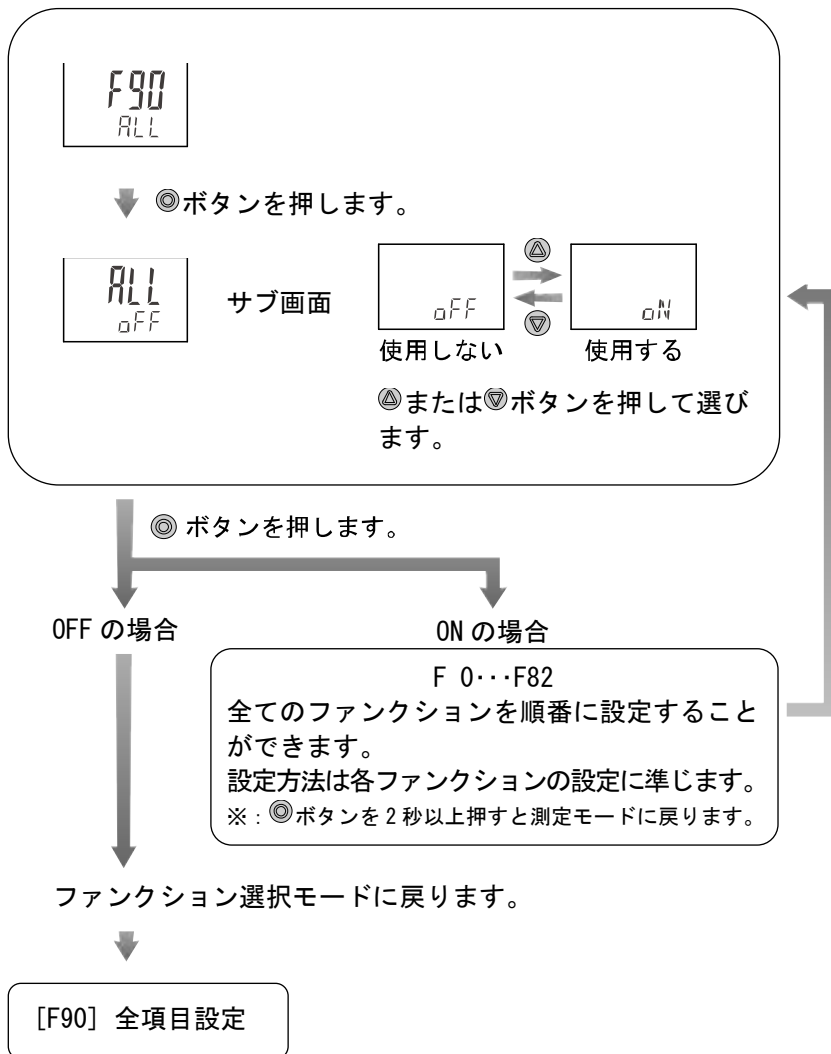 F90
ALL
◎ボタンを押します。
ALL
oFF
サブ画面
oFF
oN
使用しない
使用する
△または▽ボタンを押して選び
ます。
◎ ボタンを押します。
OFF の場合
ON の場合
F 0･･･F82
全てのファンクションを順番に設定すること
ができます。
設定方法は各ファンクションの設定に準じます。
※：◎ボタンを2秒以上押すと測定モードに戻ります。
ファンクション選択モードに戻ります。
[F90] 全項目設定